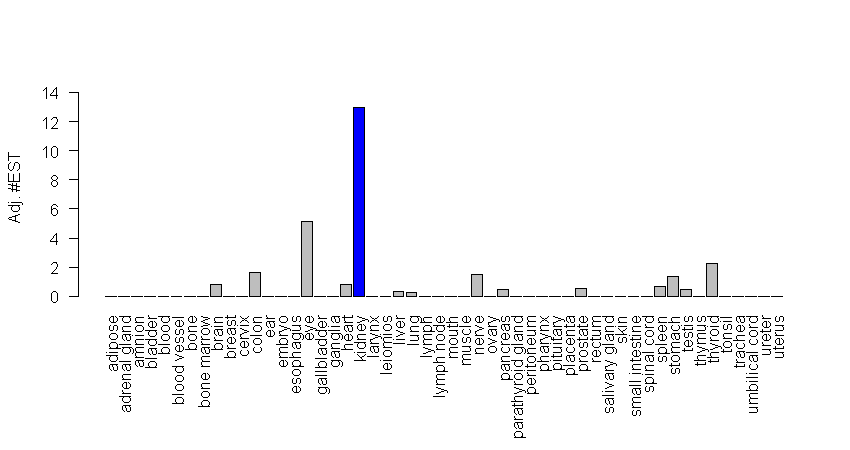 Adj. #EST
14
12
10
8
6
4
2
0
adipose
adrenal gland
amnion
bladder
blood
blood vessel
bone
bone marrow
brain
breast
cervix
colon
ear
embryo
esophagus
eye
gallbladder
ganglia
heart
kidney
larynx
leiomios
liver
lung
lymph
lymph node
mouth
muscle
nerve
ovary
pancreas
parathyroid gland
peritoneum
pharynx
pituitary
placenta
prostate
rectum
salivary gland
skin
small intestine
spinal cord
spleen
stomach
testis
thymus
thyroid
tonsil
trachea
umbilical cord
ureter
uterus